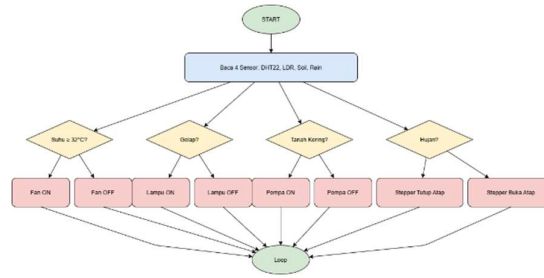 START
Baca 4 Sensor: DHT22, LDR, Soil, Rain
Suhu ≥ 32°C?
Gelap?
Tanah Kering?
Hujan?
Fan ON
Fan OFF
Lampu ON
Lampu OFF
Pompa ON
Pompa OFF
Stepper Tutup Atap
Stepper Buka Atap
Loop